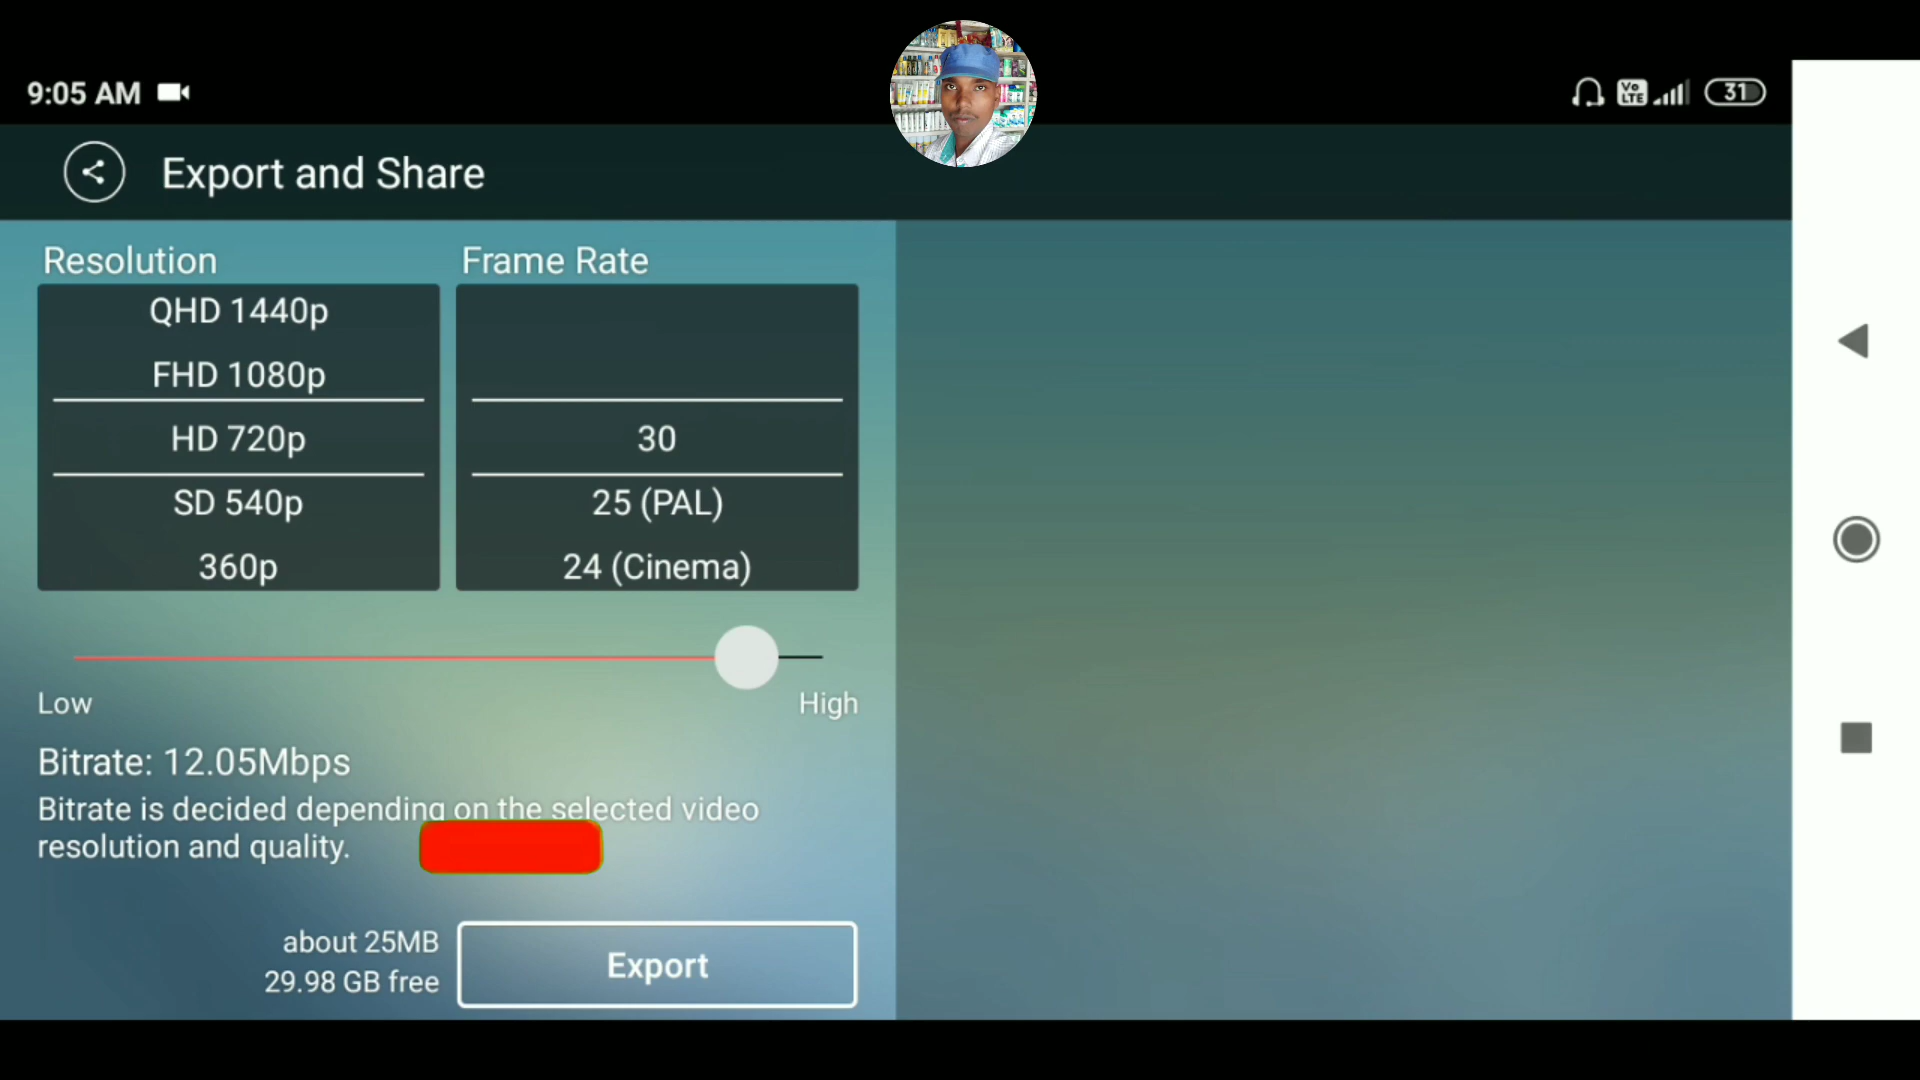 9:05 AM
Vo LTE
31
Export and Share
Resolution
Frame Rate
QHD 1440p
FHD 1080p
HD 720p
SD 540p
360p
30
25 (PAL)
24 (Cinema)
Low
High
Bitrate: 12.05Mbps
Bitrate is decided depending on the selected video
resolution and quality.
about 25MB
29.98 GB free
Export